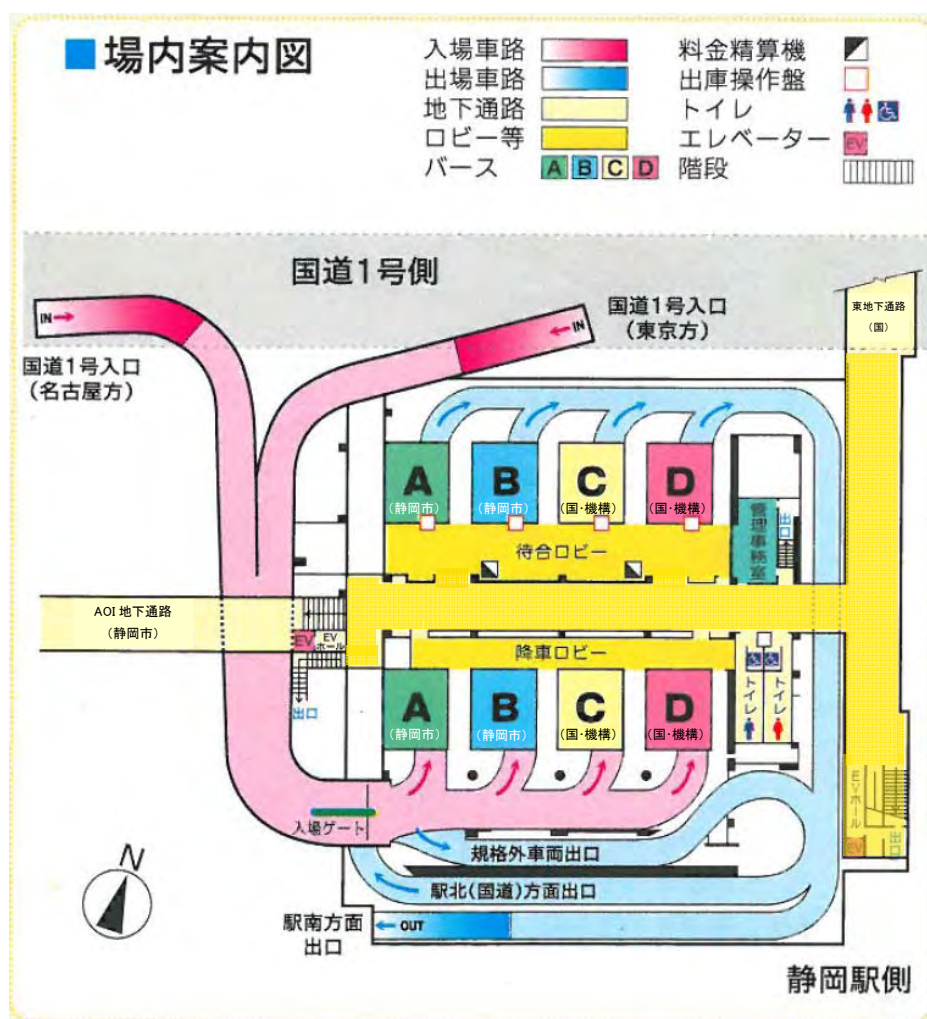 ■場内案内図
入場車路
出場車路
地下通路
ロビー等
バース A B C D
料金精算機
出庫操作盤
トイレ
エレベーター EV
階段
国道1号側
IN
国道1号入口
(名古屋方)
国道1号入口
(東京方)
IN
東地下通路
(国)
A
(静岡市)
B
(静岡市)
C
(国・機構)
D
(国・機構)
管理事務室
出口
待合ロビー
AOI 地下通路
(静岡市)
EV
EV
ホール
出口
降車ロビー
A
(静岡市)
B
(静岡市)
C
(国・機構)
D
(国・機構)
トイレ
トイレ
EVホール
EV
出口
入場ゲート
規格外車両出口
駅北(国道)方面出口
駅南方面
出口
OUT
N
静岡駅側